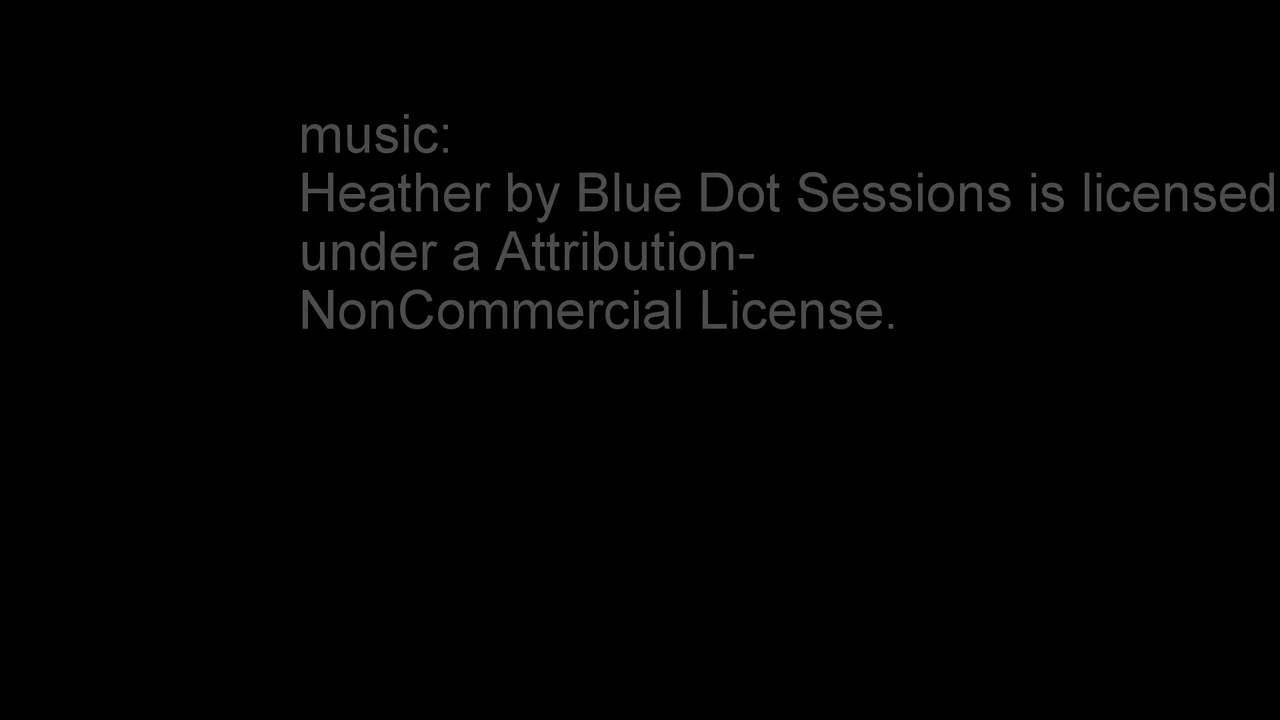 music:
Heather by Blue Dot Sessions is licensed
under a Attribution-
NonCommercial License.